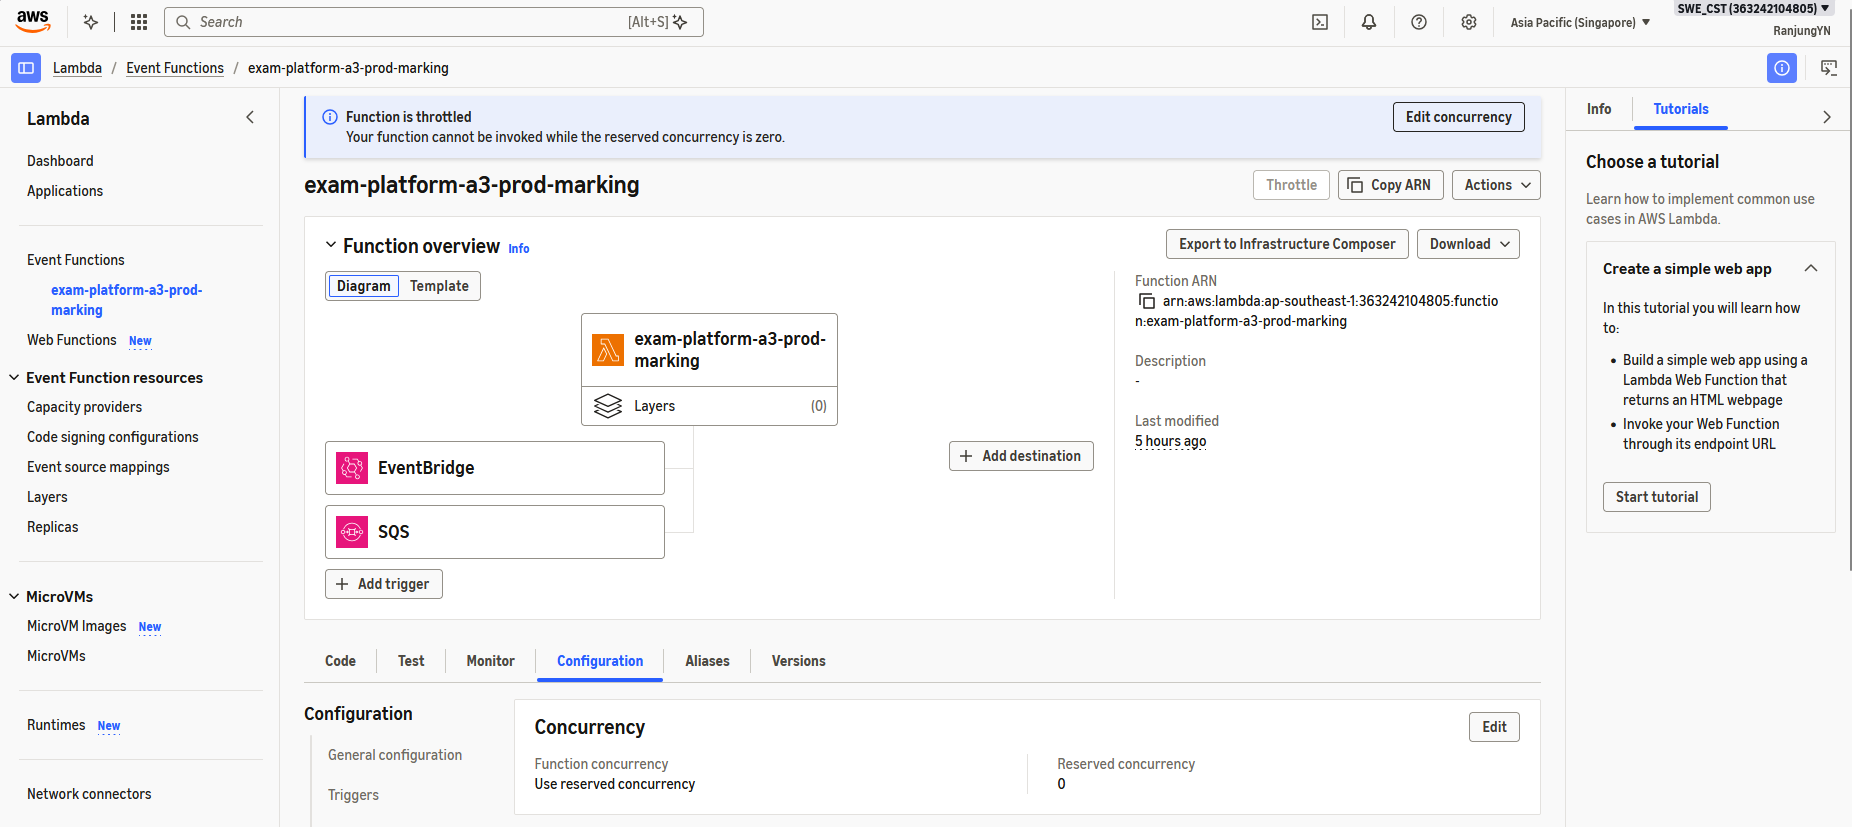 aws
Search
[Alt+S]
Asia Pacific (Singapore)
SWE_CST (363242104805)
RanjungYN
Lambda / Event Functions / exam-platform-a3-prod-marking
Lambda
Dashboard
Applications
Event Functions
exam-platform-a3-prod-
marking
Web Functions New
Event Function resources
Capacity providers
Code signing configurations
Event source mappings
Layers
Replicas
MicroVMs
MicroVM Images New
MicroVMs
Runtimes New
Network connectors
Function is throttled
Your function cannot be invoked while the reserved concurrency is zero.
Edit concurrency
exam-platform-a3-prod-marking
Throttle
Copy ARN
Actions
Function overview Info
Export to Infrastructure Composer
Download
Diagram
Template
exam-platform-a3-prod-
marking
Layers
(0)
EventBridge
SQS
Add trigger
Add destination
Function ARN
arn:aws:lambda:ap-southeast-1:363242104805:functio
n:exam-platform-a3-prod-marking
Description
-
Last modified
5 hours ago
Code
Test
Monitor
Configuration
Aliases
Versions
Configuration
General configuration
Triggers
Concurrency
Edit
Function concurrency
Use reserved concurrency
Reserved concurrency
0
Info
Tutorials
Choose a tutorial
Learn how to implement common use
cases in AWS Lambda.
Create a simple web app
In this tutorial you will learn how
to:
• Build a simple web app using a
Lambda Web Function that
returns an HTML webpage
• Invoke your Web Function
through its endpoint URL
Start tutorial